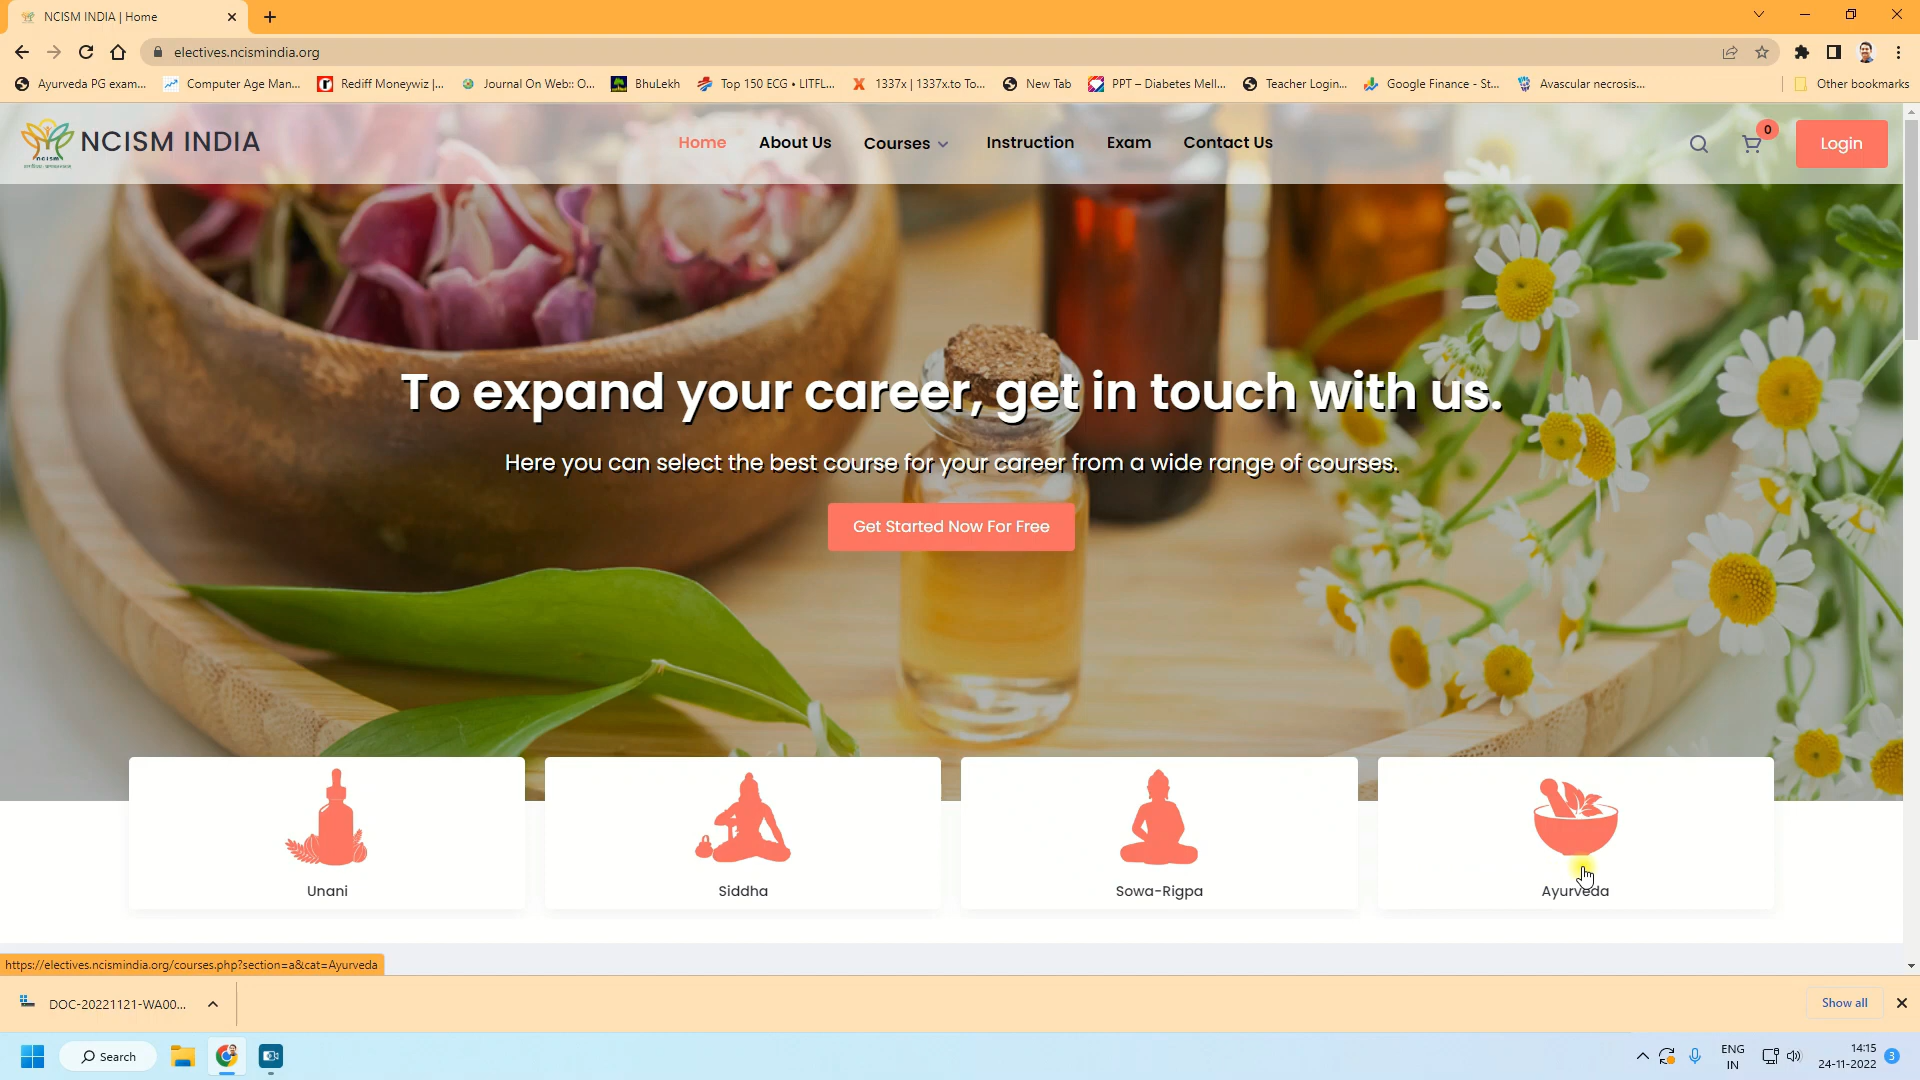 NCISM INDIA | Home
electives.ncismindia.org
Ayurveda PG exam...
Computer Age Man...
Rediff Moneywiz |...
Journal On Web:: O...
BhuLekh
Top 150 ECG • LITFL...
1337x | 1337x.to To...
New Tab
PPT – Diabetes Mell...
Teacher Login...
Google Finance - St...
Avascular necrosis...
Other bookmarks
NCISM INDIA
Home
About Us
Courses
Instruction
Exam
Contact Us
0
Login
To expand your career, get in touch with us.
Here you can select the best course for your career from a wide range of courses.
Get Started Now For Free
Unani
Siddha
Sowa-Rigpa
Ayurveda
https://electives.ncismindia.org/courses.php?section=a&cat=Ayurveda
DOC-20221121-WA00...
Show all
Search
ENG
IN
14:15
24-11-2022
3